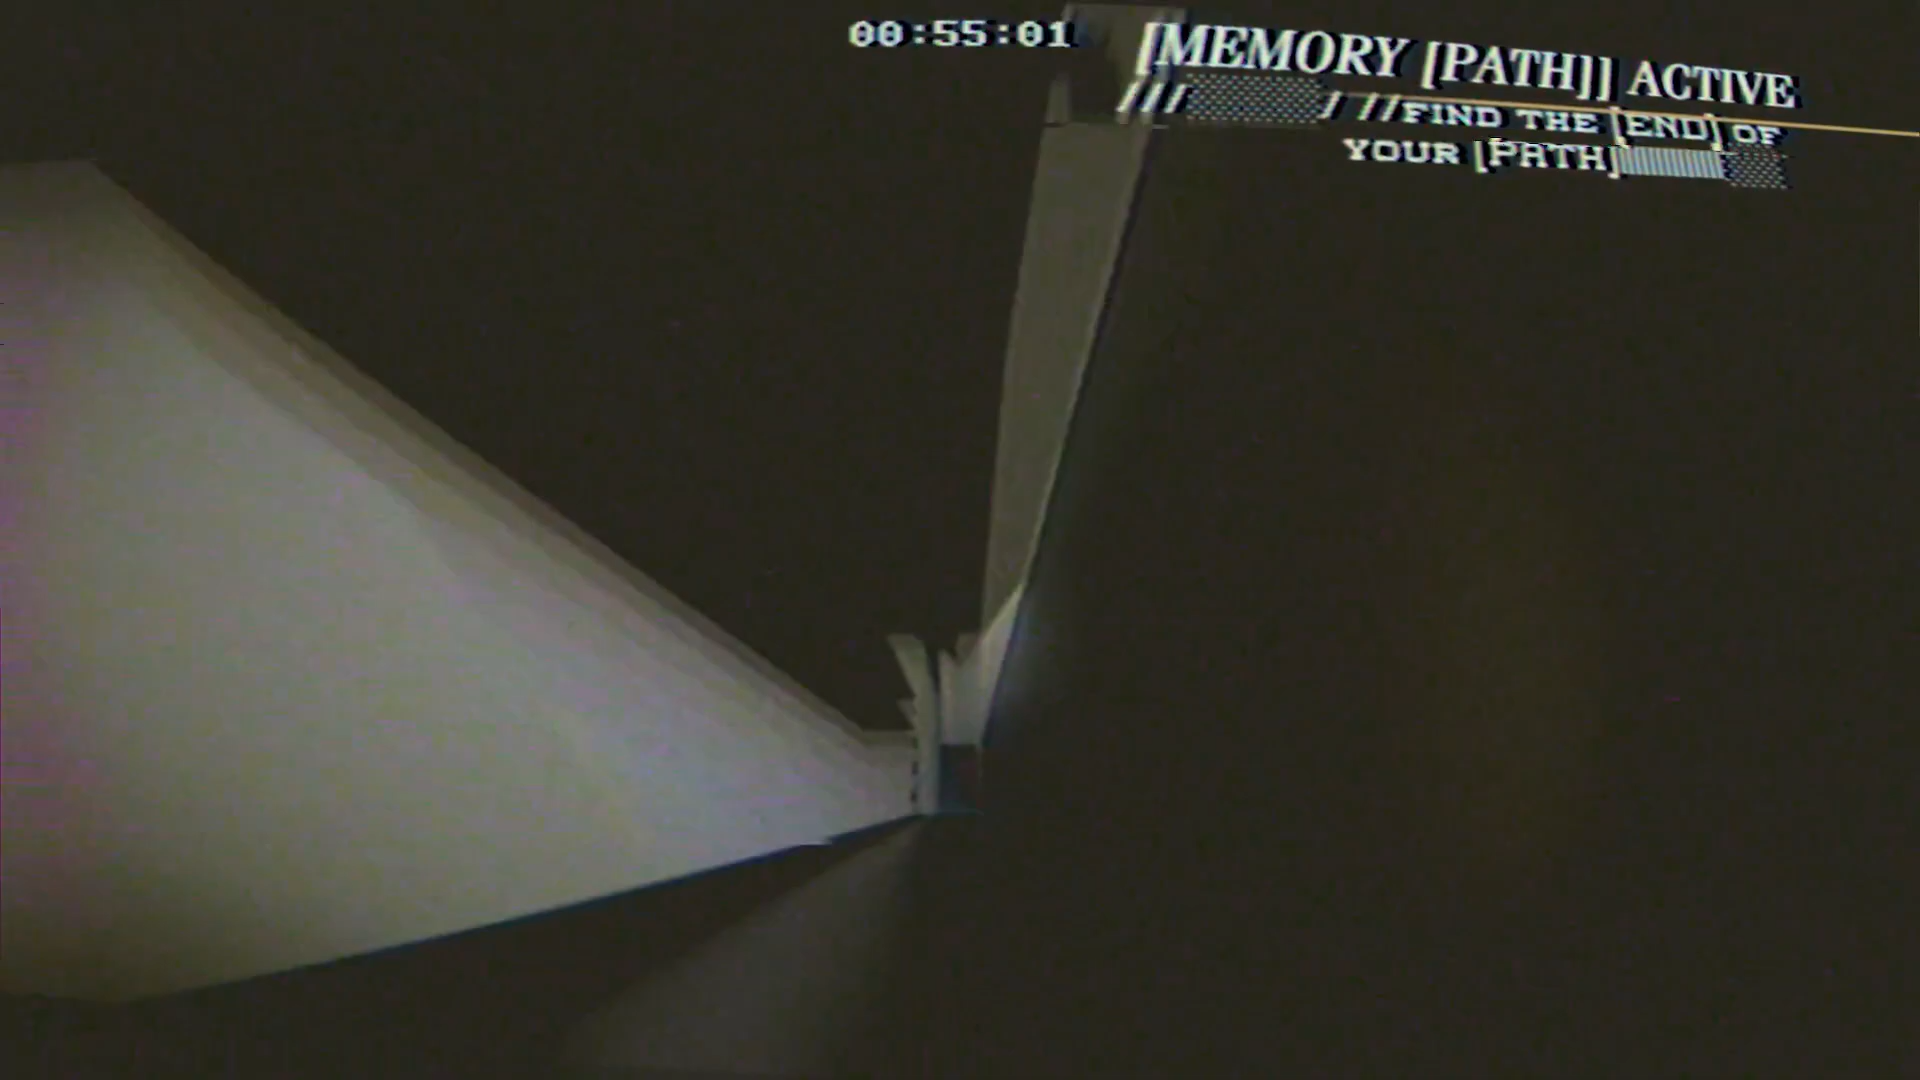 00:55:01
[MEMORY [PATH]] ACTIVE
/// / //FIND THE [END] OF
YOUR [PATH]